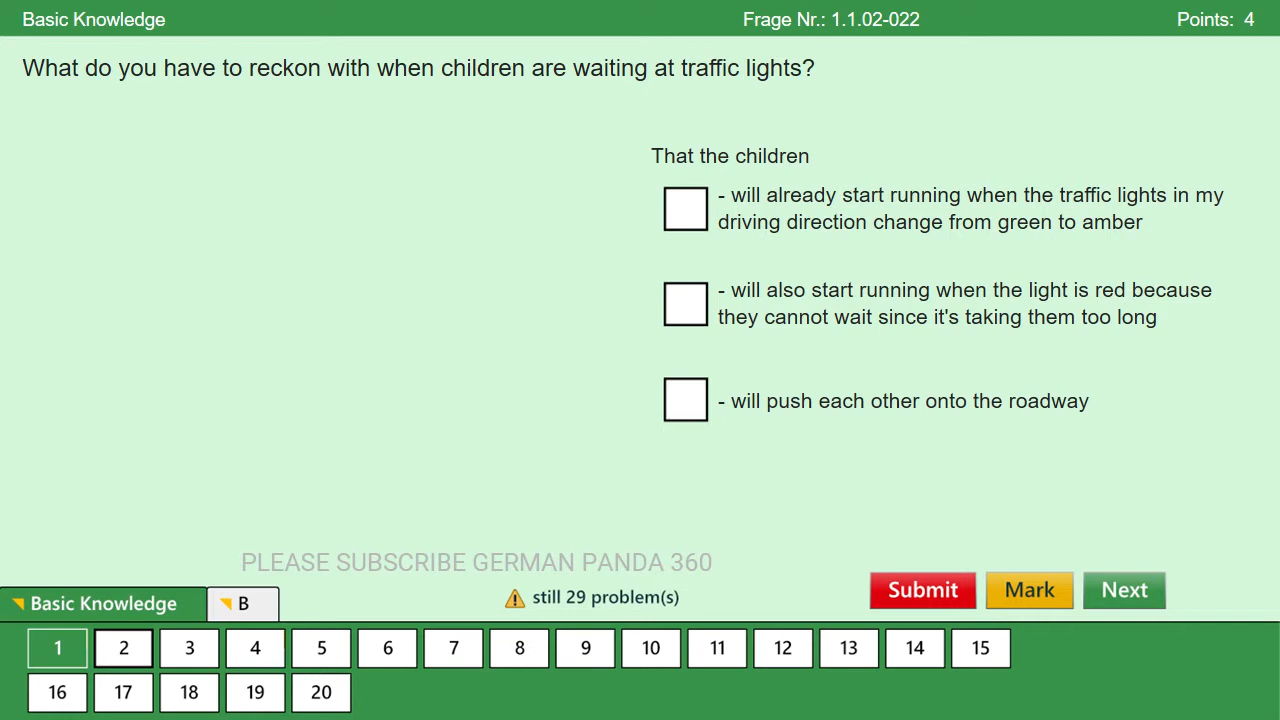 Basic Knowledge Frage Nr.: 1.1.02-022 Points: 4
What do you have to reckon with when children are waiting at traffic lights?
That the children
- will already start running when the traffic lights in my
driving direction change from green to amber
- will also start running when the light is red because
they cannot wait since it's taking them too long
- will push each other onto the roadway
PLEASE SUBSCRIBE GERMAN PANDA 360
Basic Knowledge B still 29 problem(s) Submit Mark Next
1 2 3 4 5 6 7 8 9 10 11 12 13 14 15
16 17 18 19 20